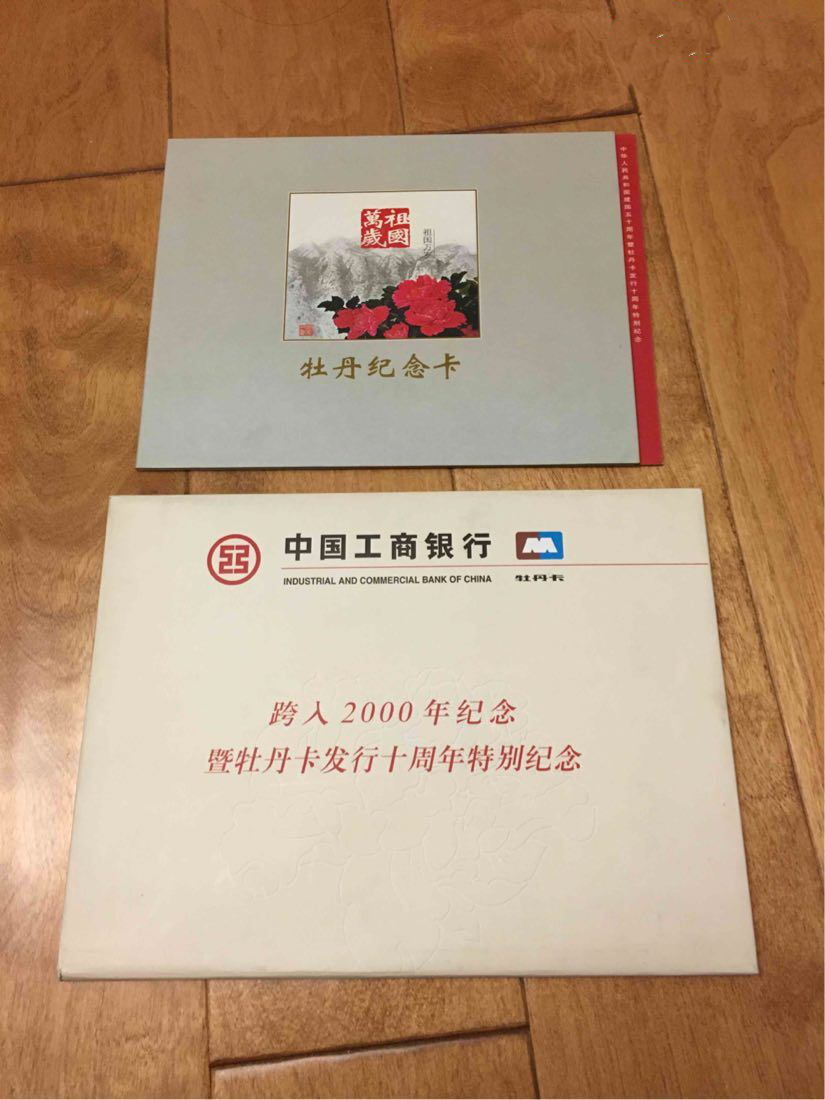 祖國
萬歲
祖国万岁
牡丹纪念卡
中华人民共和国建国五十周年暨牡丹卡发行十周年特别纪念
中国工商银行
INDUSTRIAL AND COMMERCIAL BANK OF CHINA
牡丹卡
跨入2000年纪念
暨牡丹卡发行十周年特别纪念